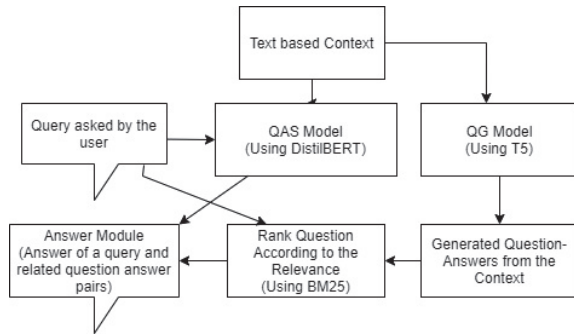 Text based Context
Query asked by the
user
QAS Model
(Using DistilBERT)
QG Model
(Using T5)
Answer Module
(Answer of a query and
related question answer
pairs)
Rank Question
According to the
Relevance
(Using BM25)
Generated Question-
Answers from the
Context